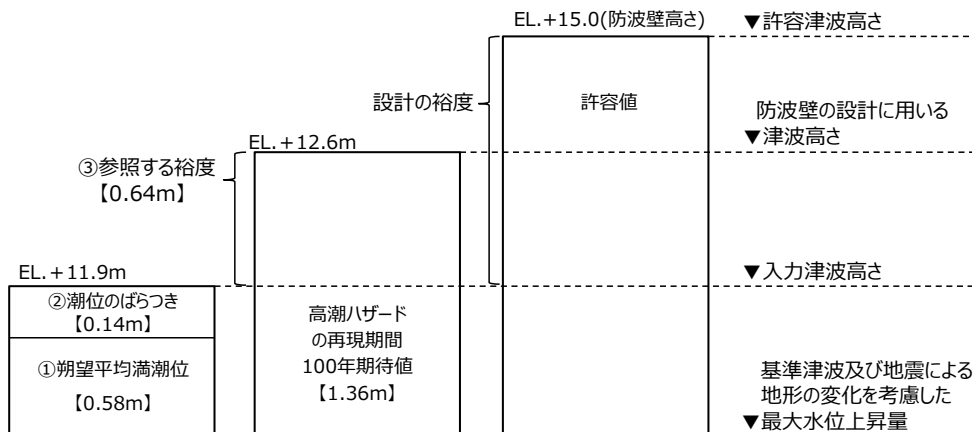 EL.+15.0(防波壁高さ)
▼許容津波高さ
設計の裕度
許容値
防波壁の設計に用いる
▼津波高さ
EL.+12.6m
③参照する裕度
【0.64m】
EL.+11.9m
▼入力津波高さ
②潮位のばらつき
【0.14m】
①朔望平均満潮位
【0.58m】
高潮ハザード
の再現期間
100年期待値
【1.36m】
基準津波及び地震による
地形の変化を考慮した
▼最大水位上昇量